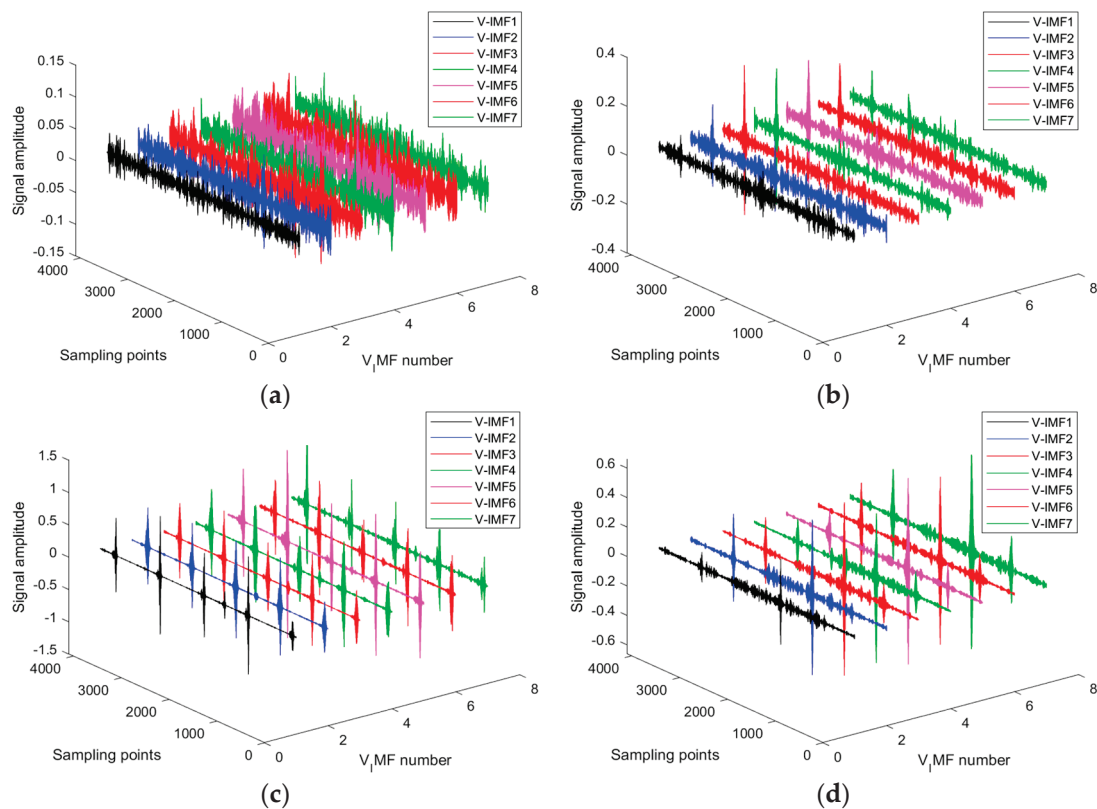 V-IMF1
V-IMF2
V-IMF3
V-IMF4
V-IMF5
V-IMF6
V-IMF7
0.15
0.1
0.05
0
-0.05
-0.1
-0.15
Signal amplitude
4000
3000
2000
1000
0
Sampling points
0
2
4
6
8
V_IMF number
(a)
V-IMF1
V-IMF2
V-IMF3
V-IMF4
V-IMF5
V-IMF6
V-IMF7
0.4
0.2
0
-0.2
-0.4
Signal amplitude
4000
3000
2000
1000
0
Sampling points
0
2
4
6
8
V_IMF number
(b)
V-IMF1
V-IMF2
V-IMF3
V-IMF4
V-IMF5
V-IMF6
V-IMF7
1.5
1
0.5
0
-0.5
-1
-1.5
Signal amplitude
4000
3000
2000
1000
0
Sampling points
0
2
4
6
8
V_IMF number
(c)
V-IMF1
V-IMF2
V-IMF3
V-IMF4
V-IMF5
V-IMF6
V-IMF7
0.6
0.4
0.2
0
-0.2
-0.4
-0.6
Signal amplitude
4000
3000
2000
1000
0
Sampling points
0
2
4
6
8
V_IMF number
(d)